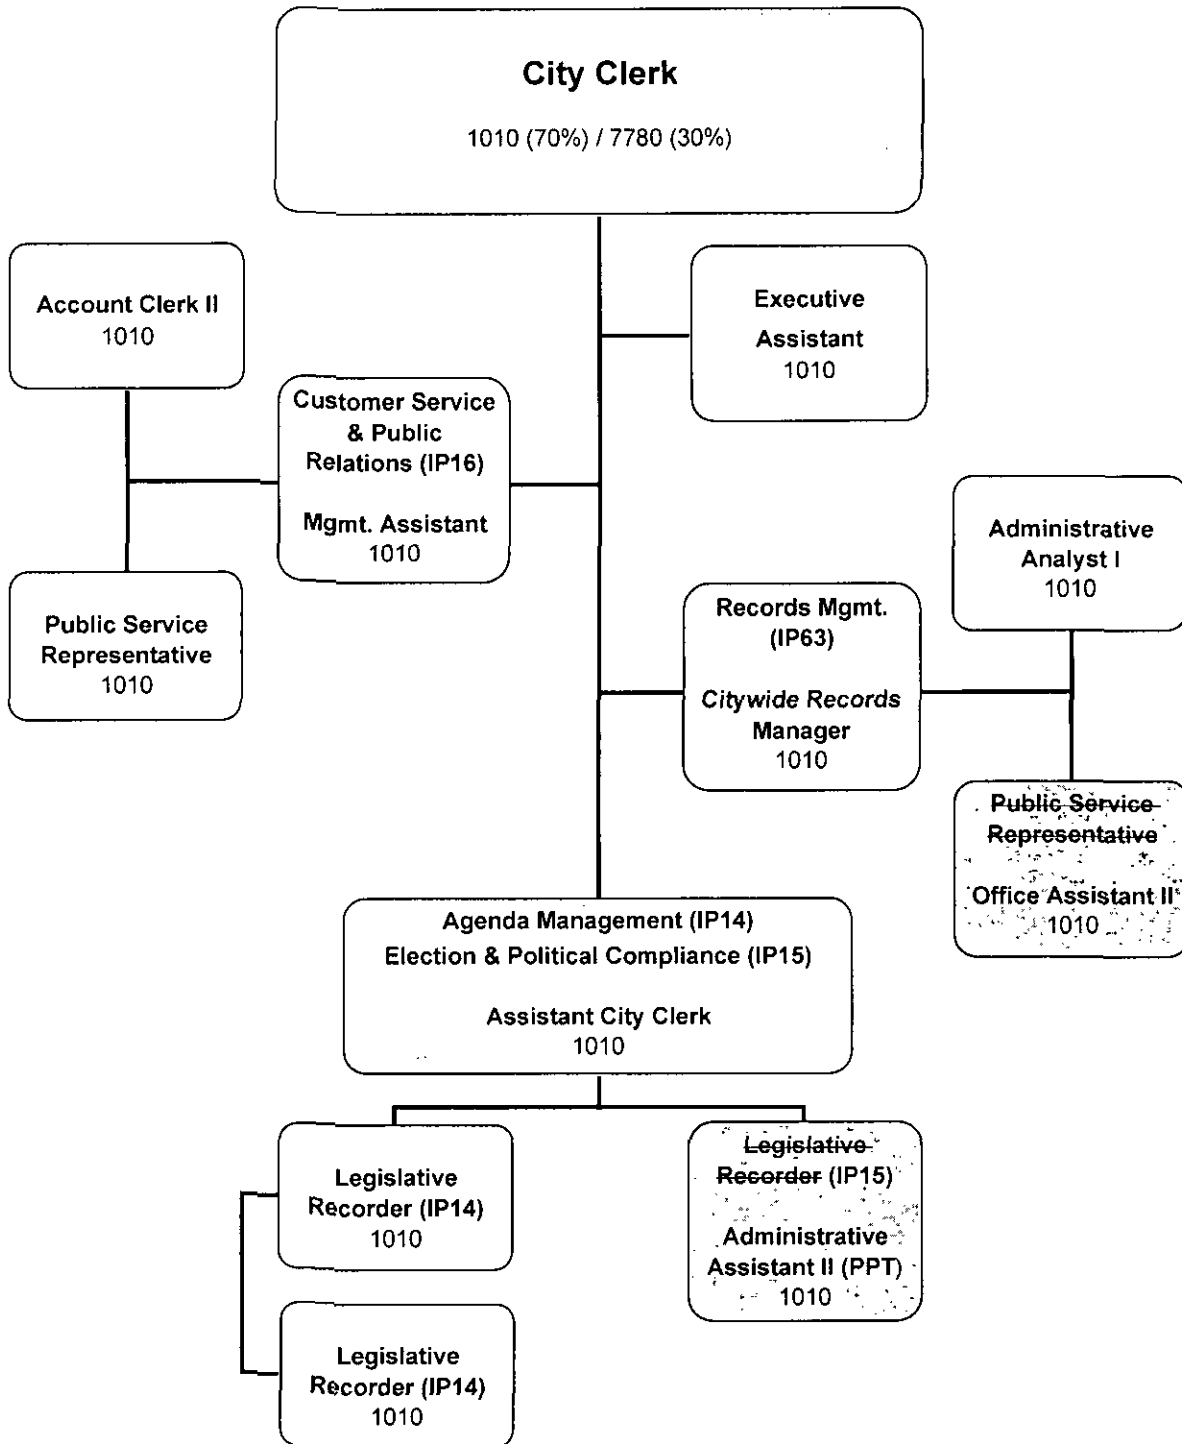 City Clerk
1010 (70%) / 7780 (30%)
Account Clerk II
1010
Executive
Assistant
1010
Customer Service
& Public
Relations (IP16)
Mgmt. Assistant
1010
Public Service
Representative
1010
Administrative
Analyst I
1010
Records Mgmt.
(IP63)
Citywide Records
Manager
1010
Public Service
Representative
Office Assistant II
1010
Agenda Management (IP14)
Election & Political Compliance (IP15)
Assistant City Clerk
1010
Legislative
Recorder (IP14)
1010
Legislative
Recorder (IP15)
Administrative
Assistant II (PPT)
1010
Legislative
Recorder (IP14)
1010